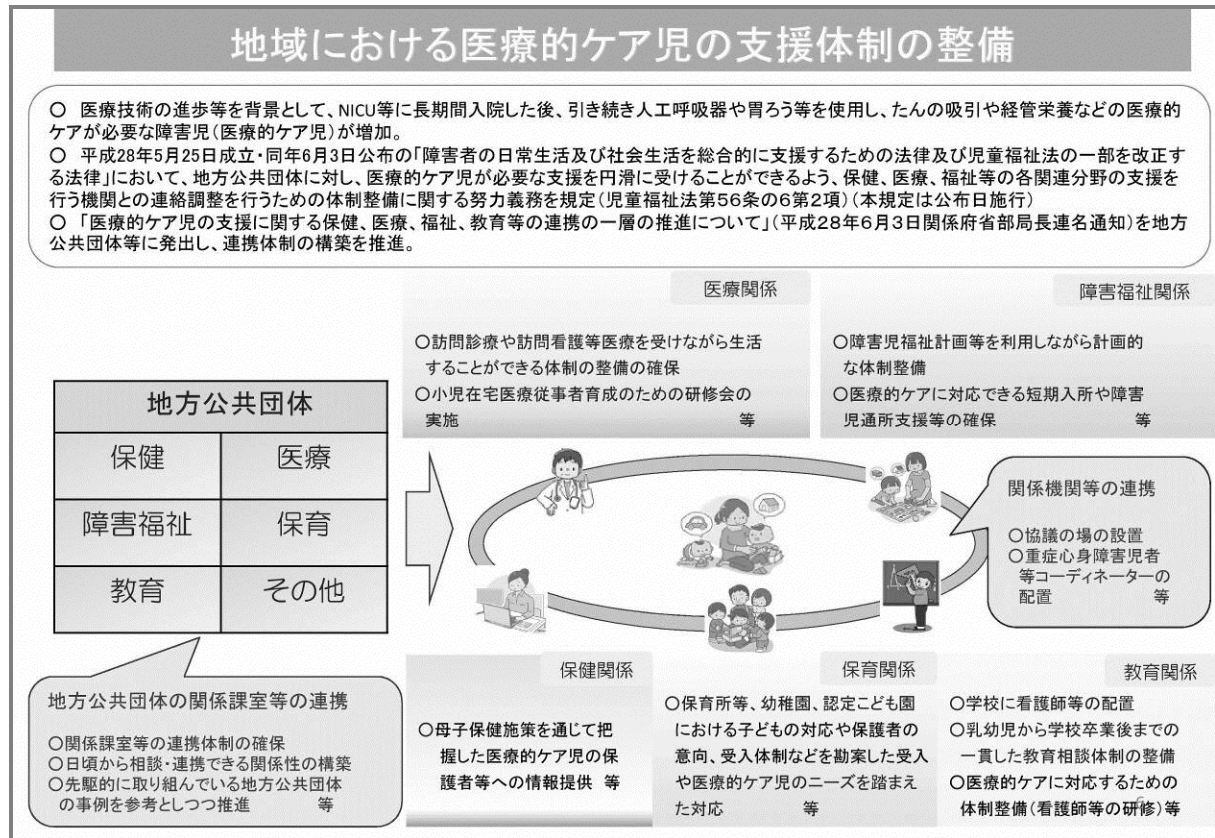 地域における医療的ケア児の支援体制の整備
○　医療技術の進歩等を背景として、NICU等に長期間入院した後、引き続き人工呼吸器や胃ろう等を使用し、たんの吸引や経管栄養などの医療的
ケアが必要な障害児(医療的ケア児)が増加。
○　平成28年5月25日成立・同年6月3日公布の「障害者の日常生活及び社会生活を総合的に支援するための法律及び児童福祉法の一部を改正す
る法律」において、地方公共団体に対し、医療的ケア児が必要な支援を円滑に受けることができるよう、保健、医療、福祉等の各関連分野の支援を
行う機関との連絡調整を行うための体制整備に関する努力義務を規定(児童福祉法第56条の6第2項)(本規定は公布日施行)
○　「医療的ケア児の支援に関する保健、医療、福祉、教育等の連携の一層の推進について」(平成28年6月3日関係府省部局長連名通知)を地方
公共団体等に発出し、連携体制の構築を推進。
医療関係
○訪問診療や訪問看護等医療を受けながら生活
することができる体制の整備の確保
○小児在宅医療従事者育成のための研修会の
実施　等
障害福祉関係
○障害児福祉計画等を利用しながら計画的
な体制整備
○医療的ケアに対応できる短期入所や障害
児通所支援等の確保　等
地方公共団体
保健　医療
障害福祉　保育
教育　その他
関係機関等の連携
○協議の場の設置
○重症心身障害児者
等コーディネーターの
配置　等
地方公共団体の関係課室等の連携
○関係課室等の連携体制の確保
○日頃から相談・連携できる関係性の構築
○先駆的に取り組んでいる地方公共団体
の事例を参考としつつ推進　等
保健関係
○母子保健施策を通じて把
握した医療的ケア児の保
護者等への情報提供 等
保育関係
○保育所等、幼稚園、認定こども園
における子どもの対応や保護者の
意向、受入体制などを勘案した受入
や医療的ケア児のニーズを踏まえ
た対応　等
教育関係
○学校に看護師等の配置
○乳幼児から学校卒業後までの
一貫した教育相談体制の整備
○医療的ケアに対応するための
体制整備(看護師等の研修)等
6